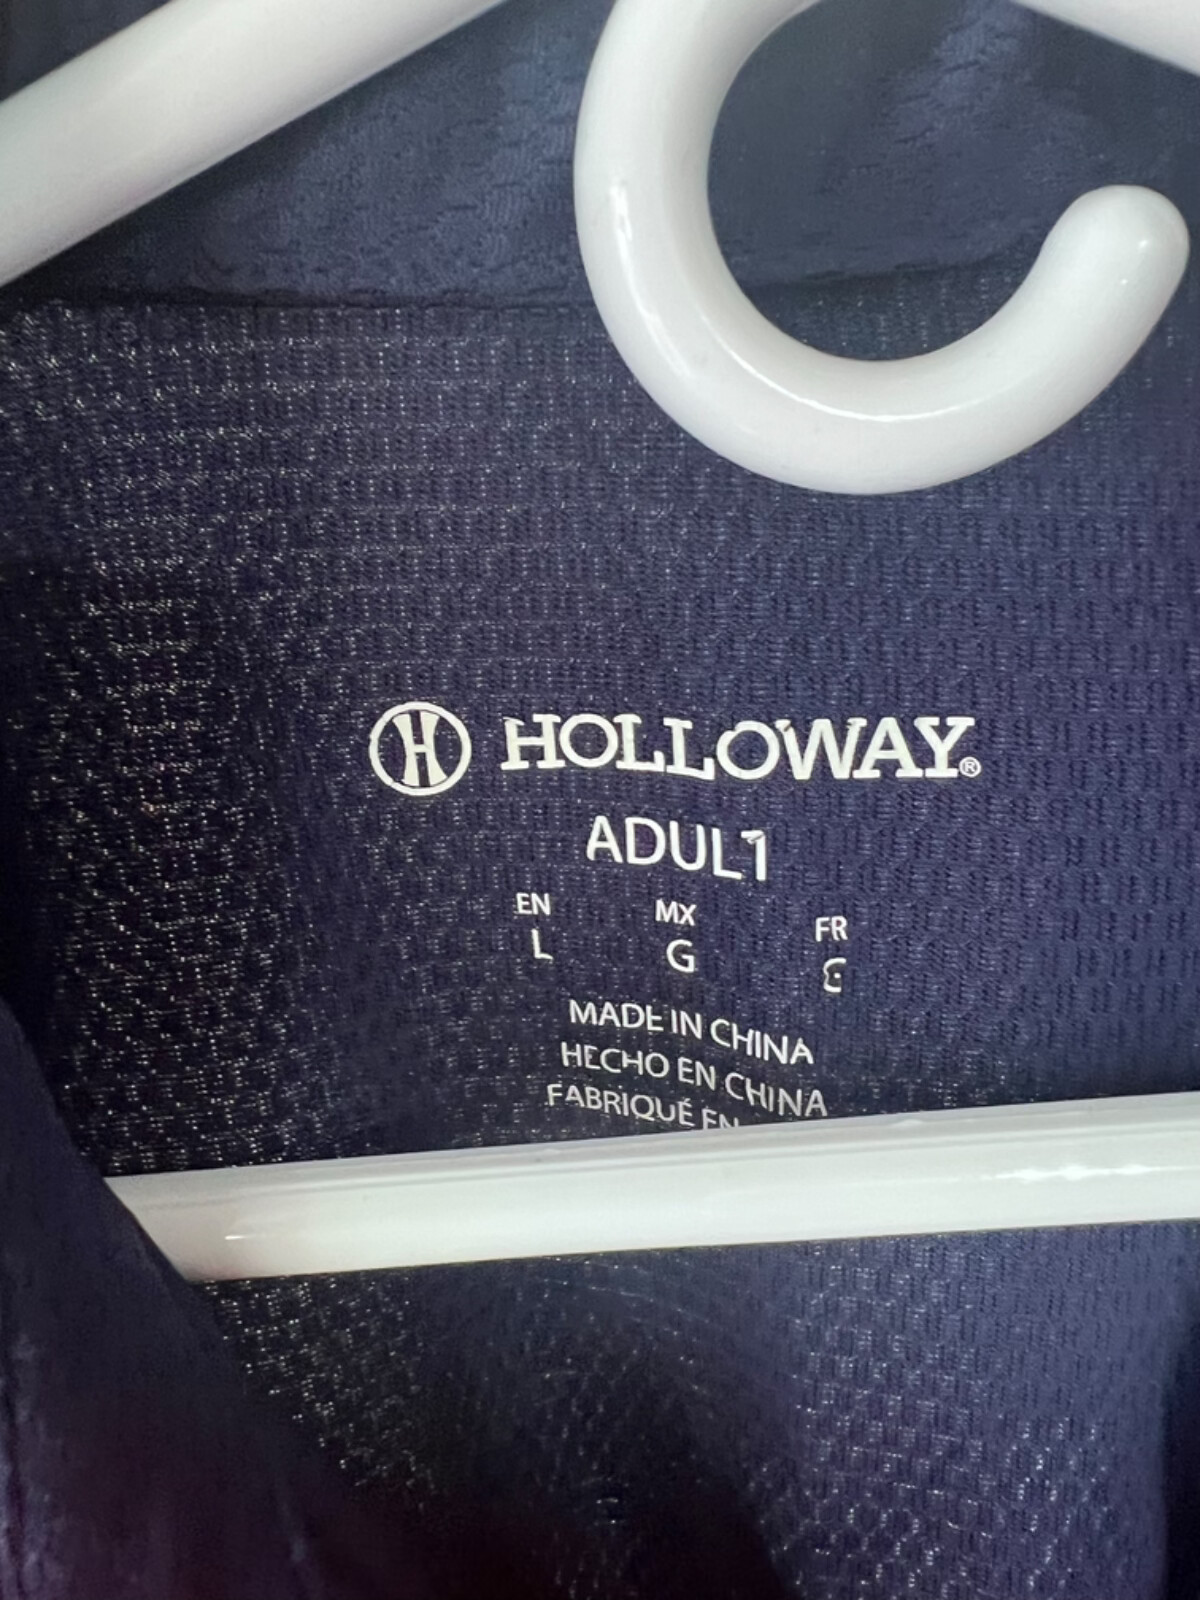 H HOLLOWAY®
ADULT
EN MX FR
L G G
MADE IN CHINA
HECHO EN CHINA
FABRIQUÉ EN